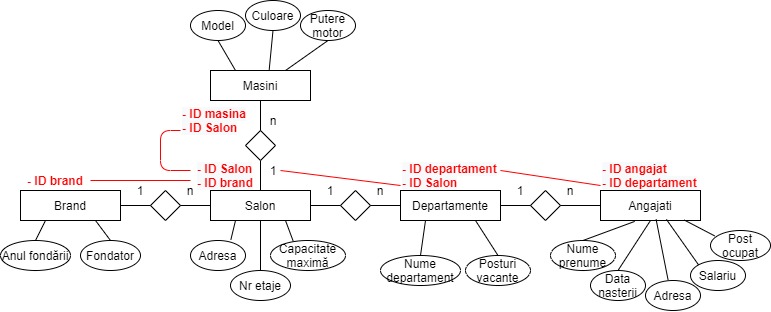 Model
Culoare
Putere
motor
Masini
- ID masina
- ID Salon
n
- ID brand
- ID Salon
- ID brand
1
- ID departament
- ID Salon
- ID angajat
- ID departament
Brand
1
n
Salon
1
n
Departamente
1
n
Angajati
Anul fondării
Fondator
Adresa
Nr etaje
Capacitate
maximă
Nume
departament
Posturi
vacante
Nume
prenume
Data
nasterii
Adresa
Salariu
Post
ocupat